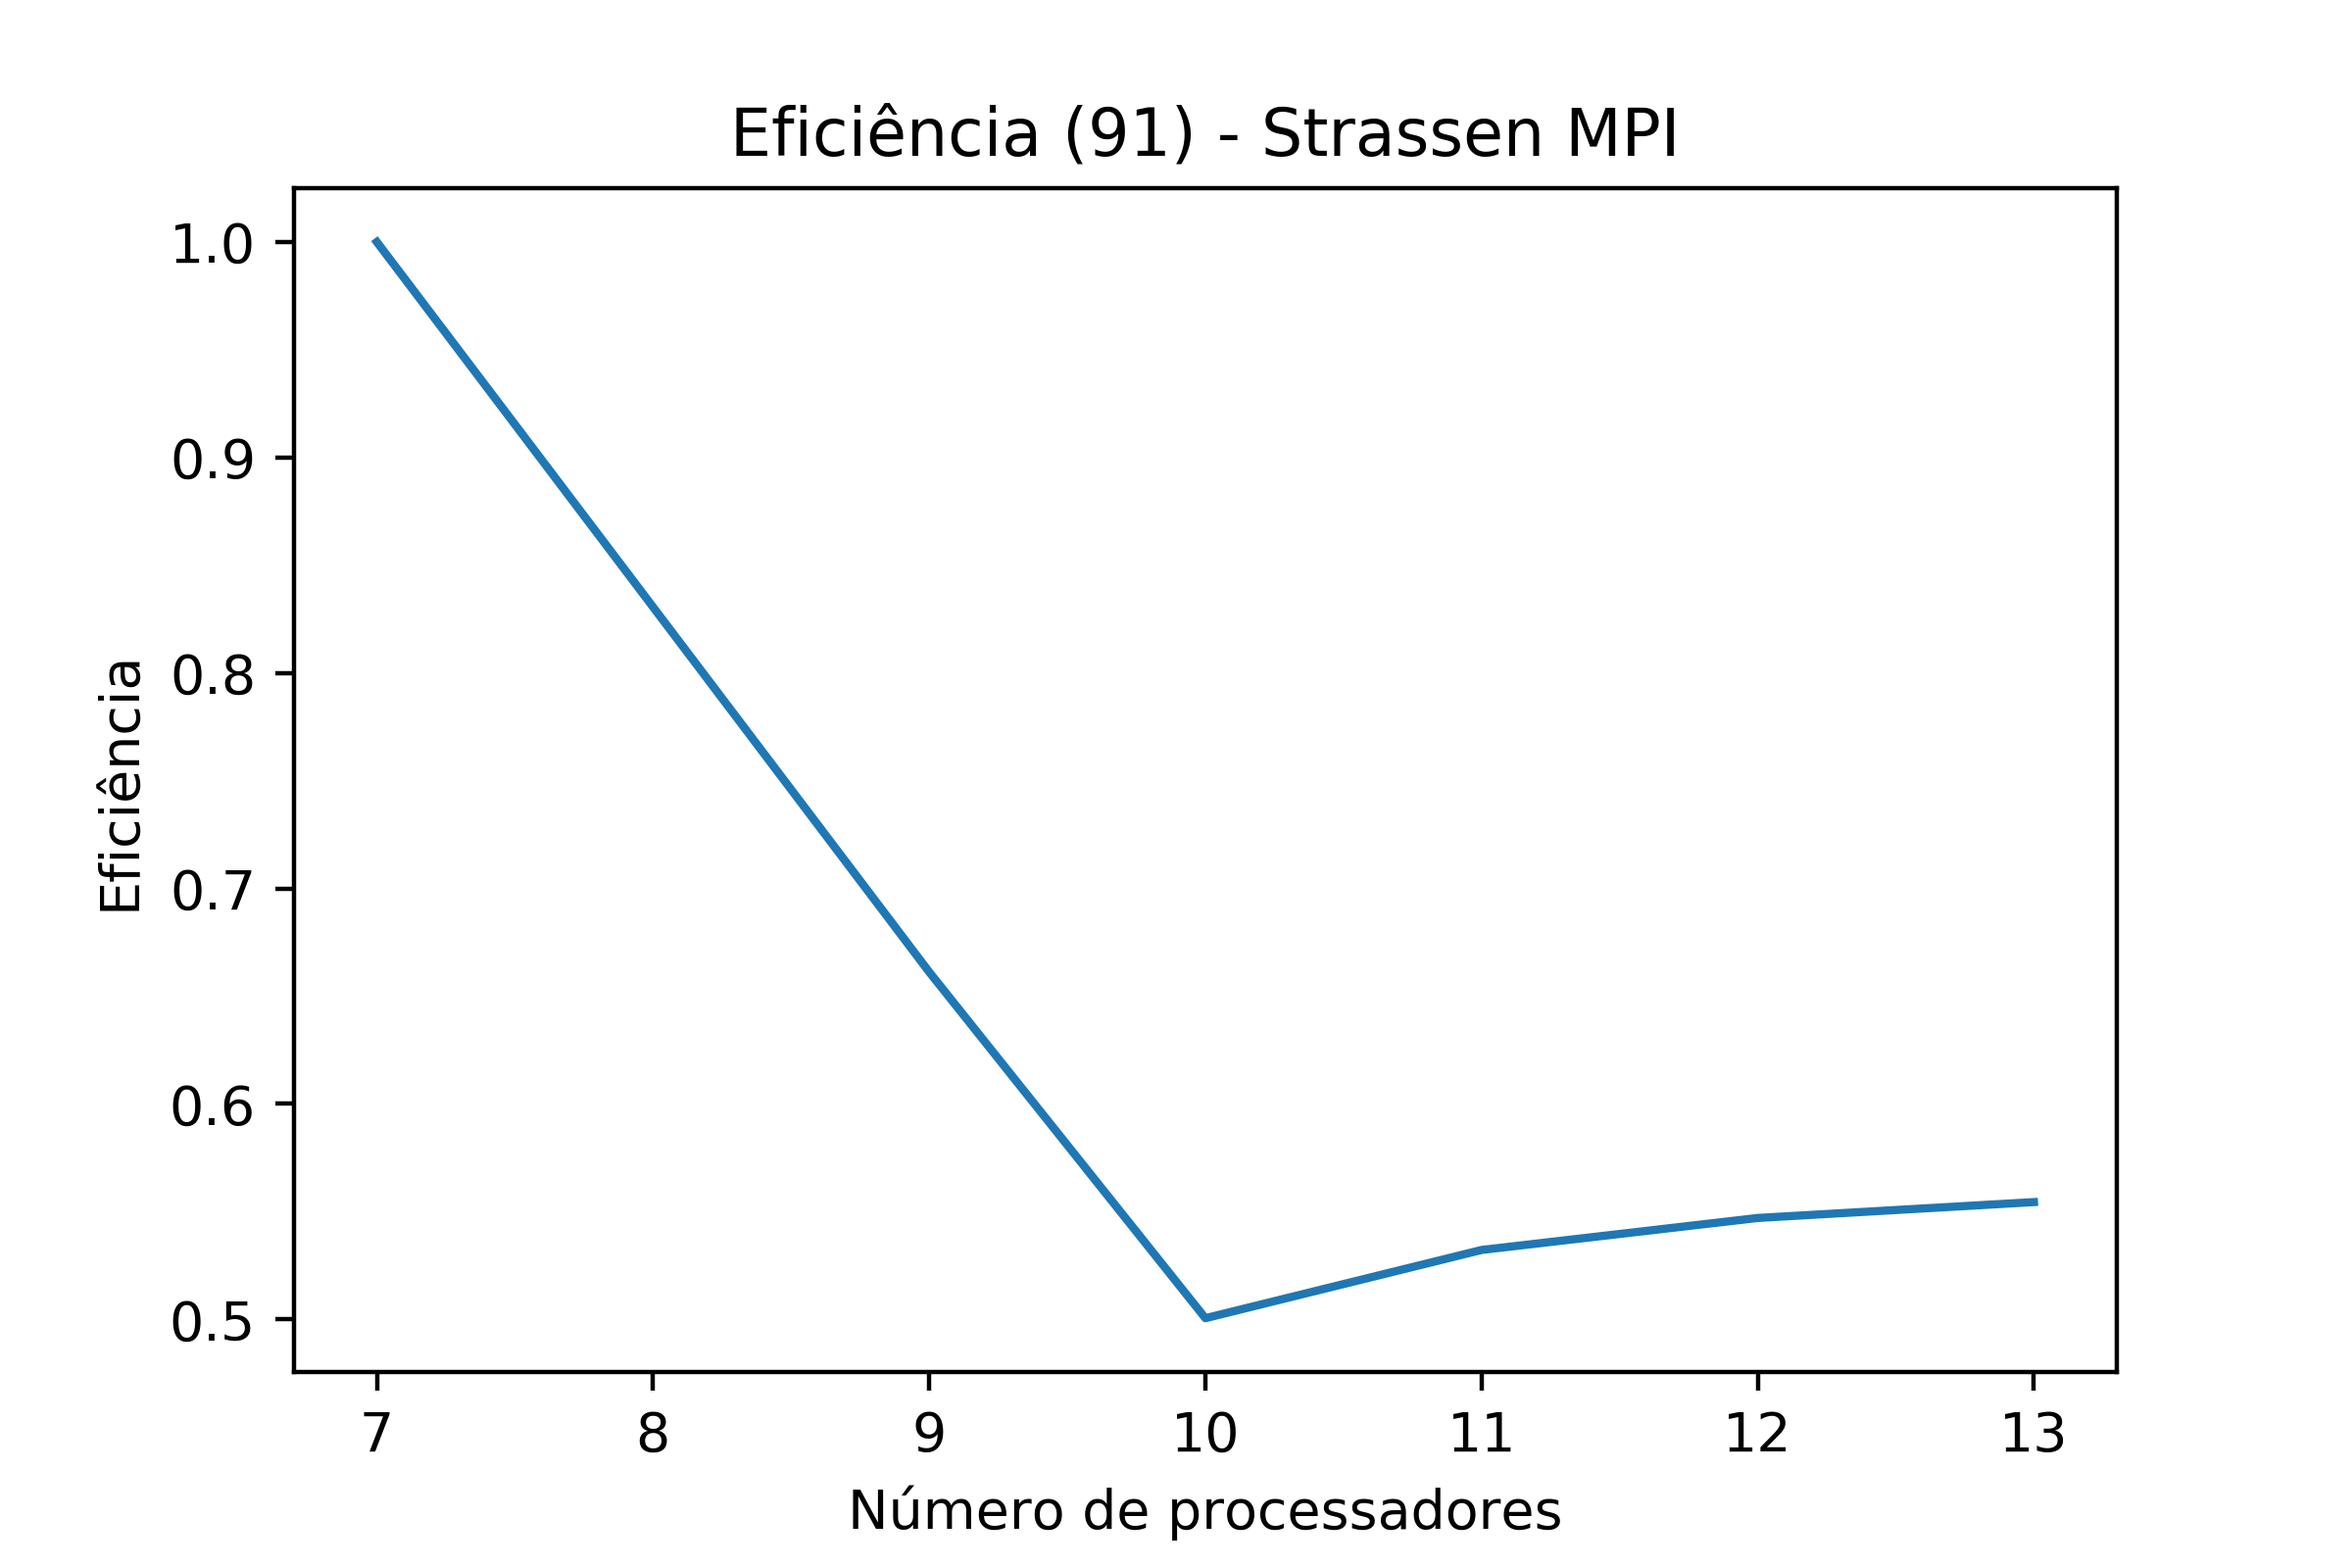 Eficiência (91) - Strassen MPI
Eficiência
1.0
0.9
0.8
0.7
0.6
0.5
7 8 9 10 11 12 13
Número de processadores